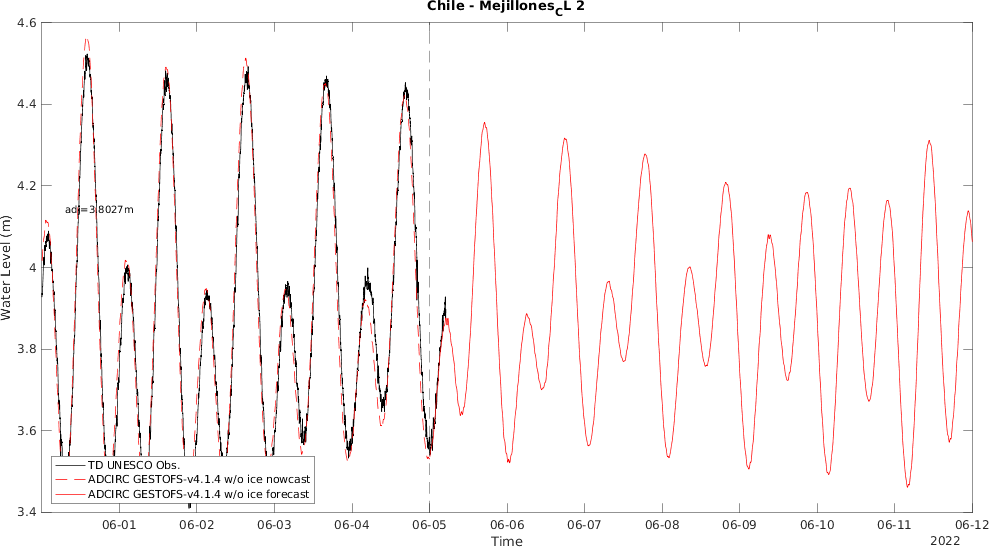 Chile - Mejillones_CL 2
4.6
4.4
4.2
4
3.8
3.6
3.4
Water Level (m)
adj=3.8027m
TD UNESCO Obs.
ADCIRC GESTOFS-v4.1.4 w/o ice nowcast
ADCIRC GESTOFS-v4.1.4 w/o ice forecast
06-01 06-02 06-03 06-04 06-05 06-06 06-07 06-08 06-09 06-10 06-11 06-12
Time
2022